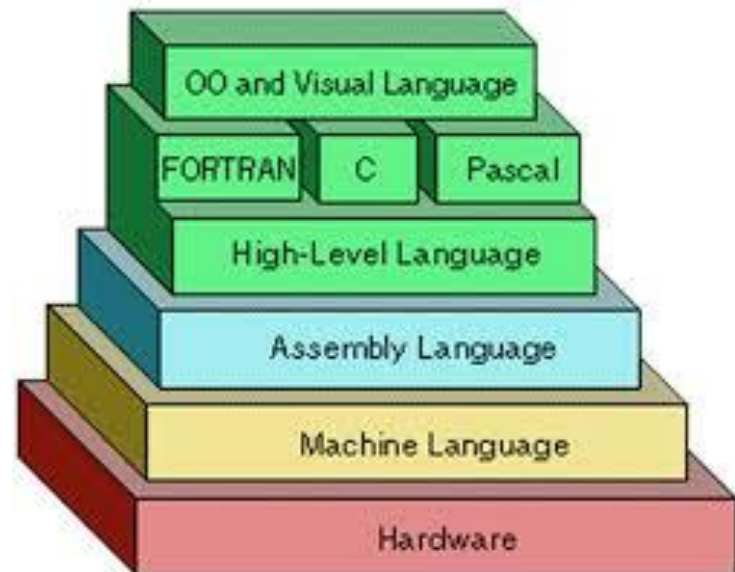 OO and Visual Language
FORTRAN C Pascal
High-Level Language
Assembly Language
Machine Language
Hardware